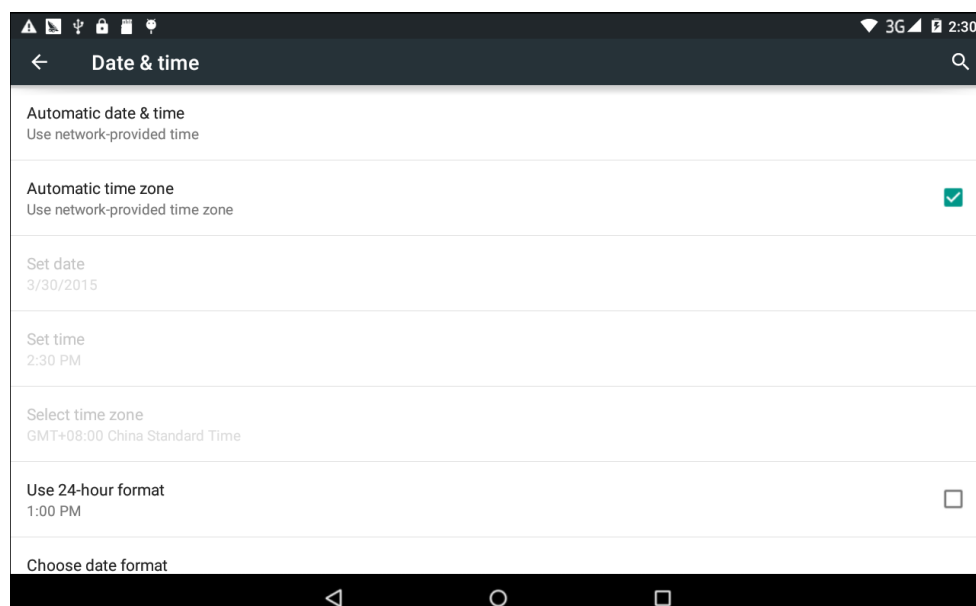 3G 2:30
Date & time
Automatic date & time
Use network-provided time
Automatic time zone
Use network-provided time zone
Set date
3/30/2015
Set time
2:30 PM
Select time zone
GMT+08:00 China Standard Time
Use 24-hour format
1:00 PM
Choose date format